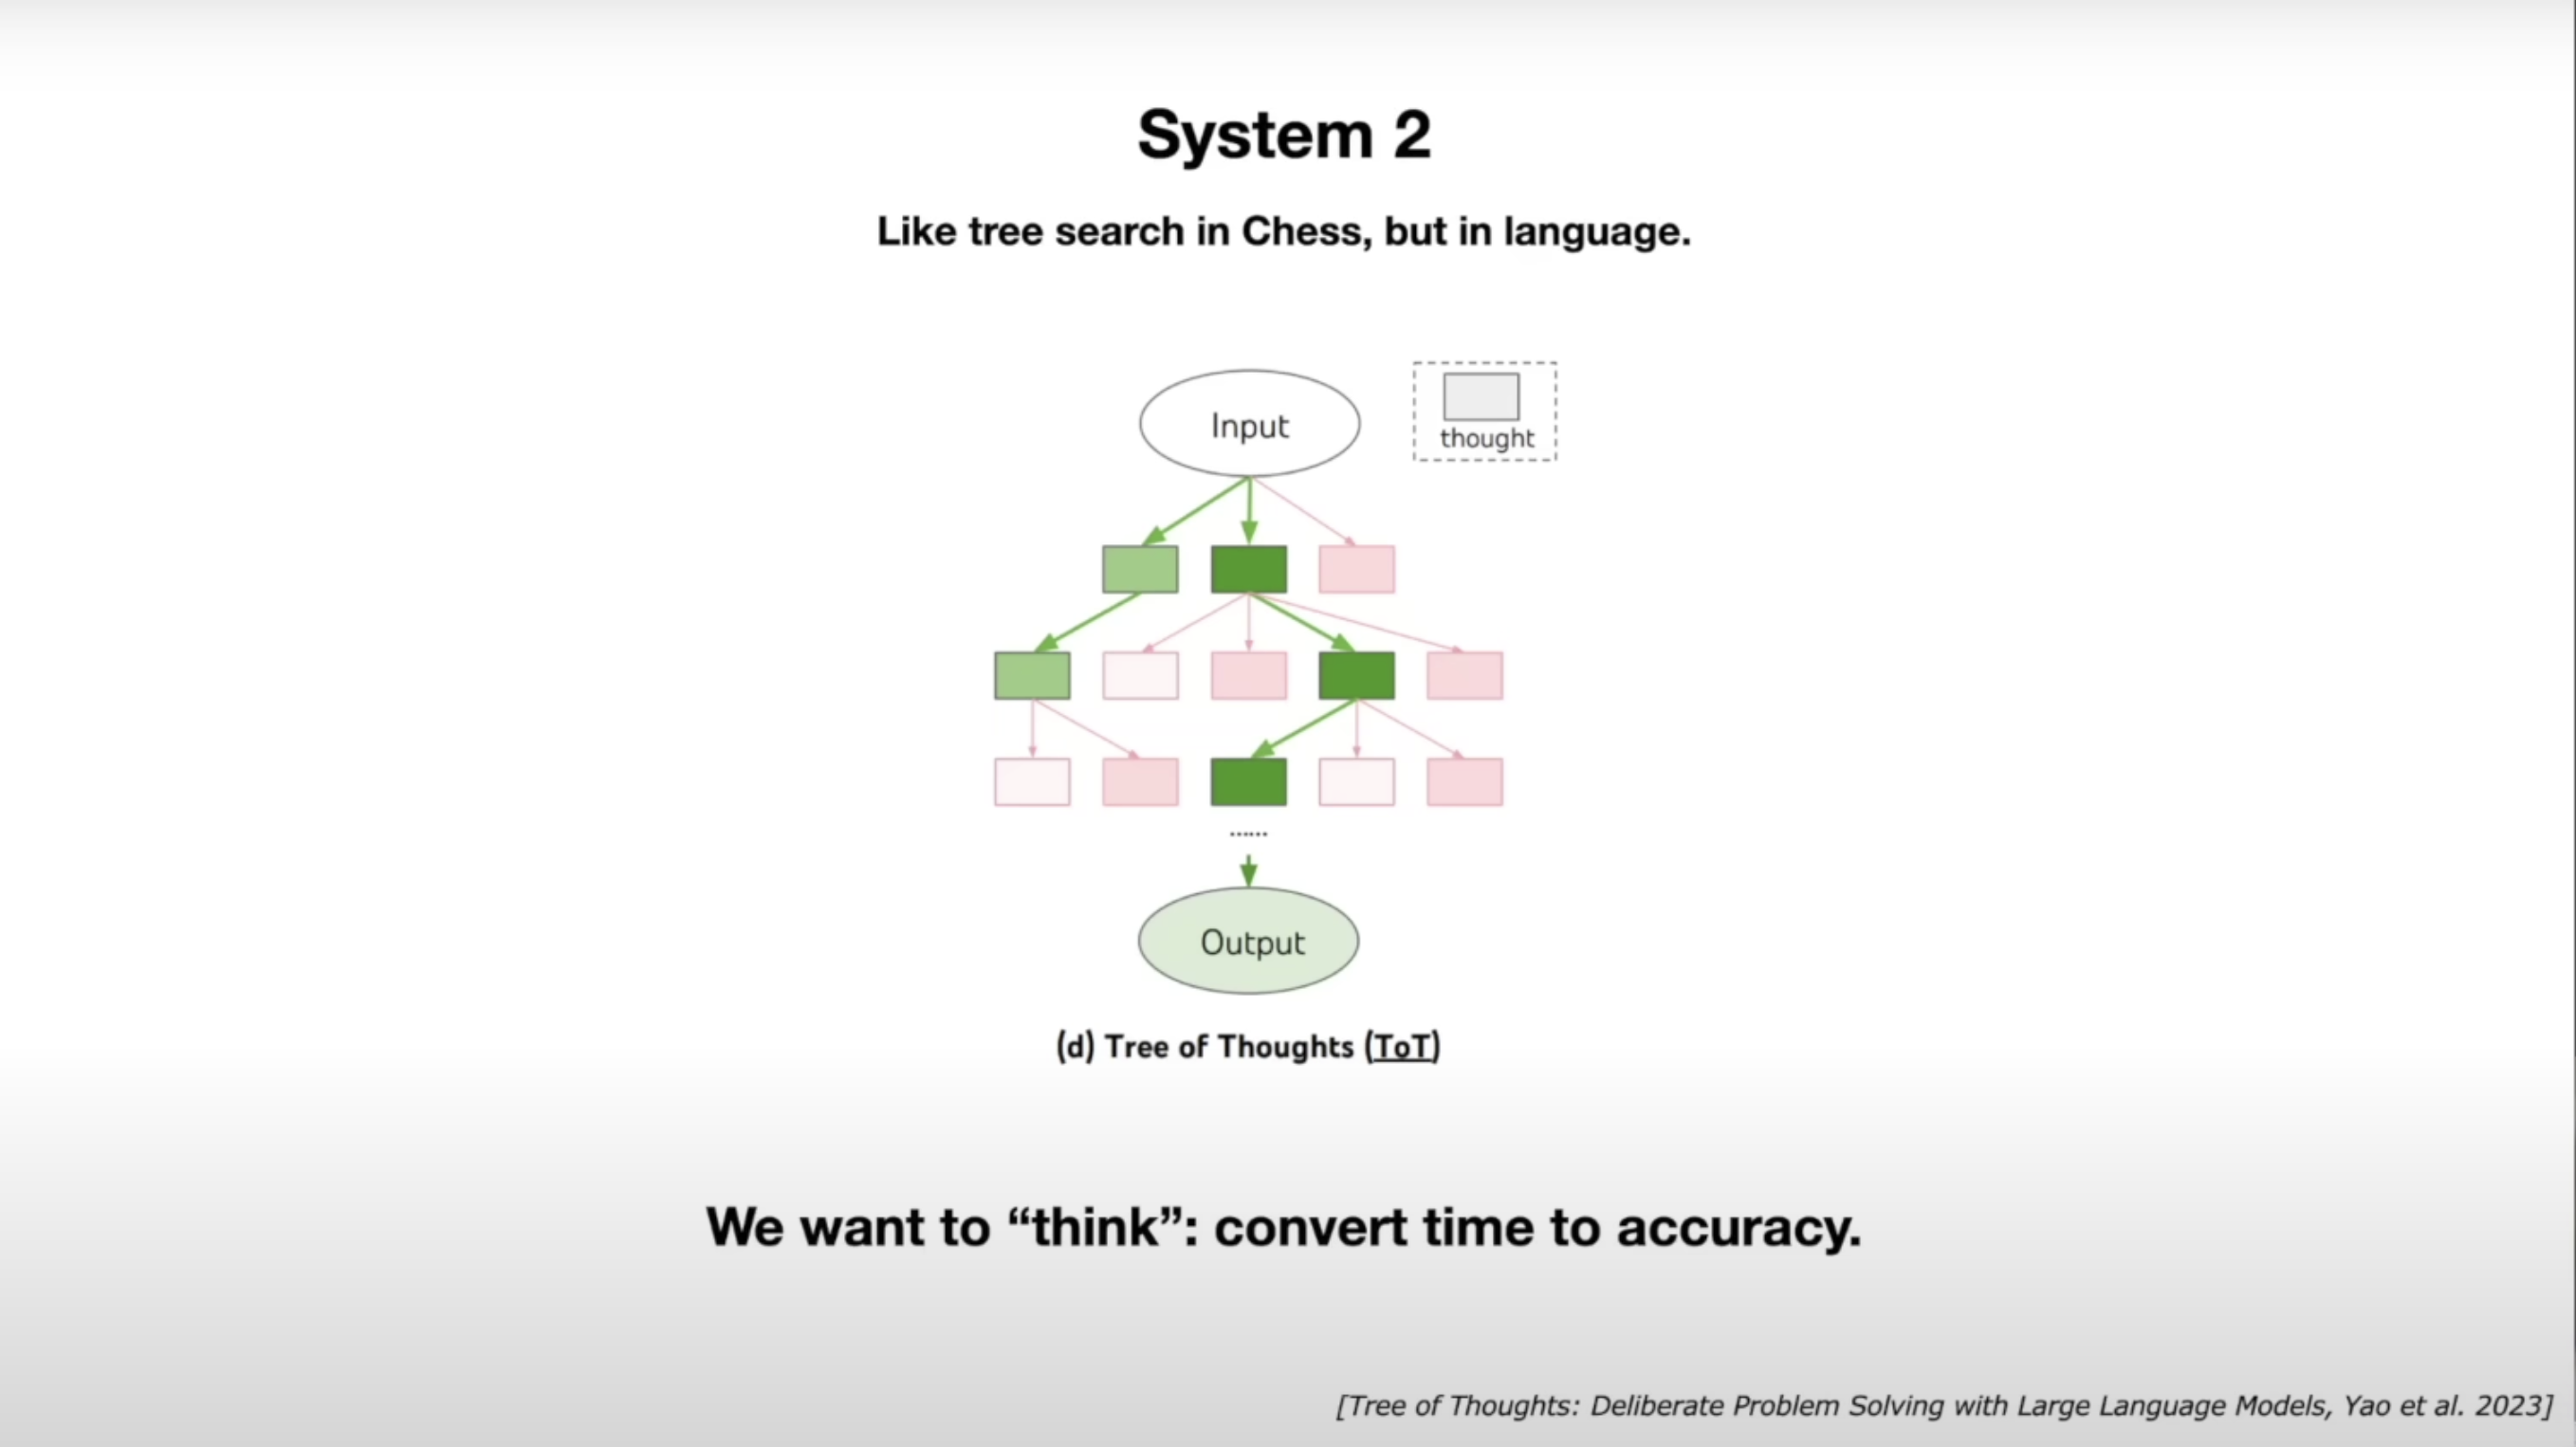 System 2
Like tree search in Chess, but in language.
Input
thought
......
Output
(d) Tree of Thoughts (ToT)
We want to “think”: convert time to accuracy.
[Tree of Thoughts: Deliberate Problem Solving with Large Language Models, Yao et al. 2023]